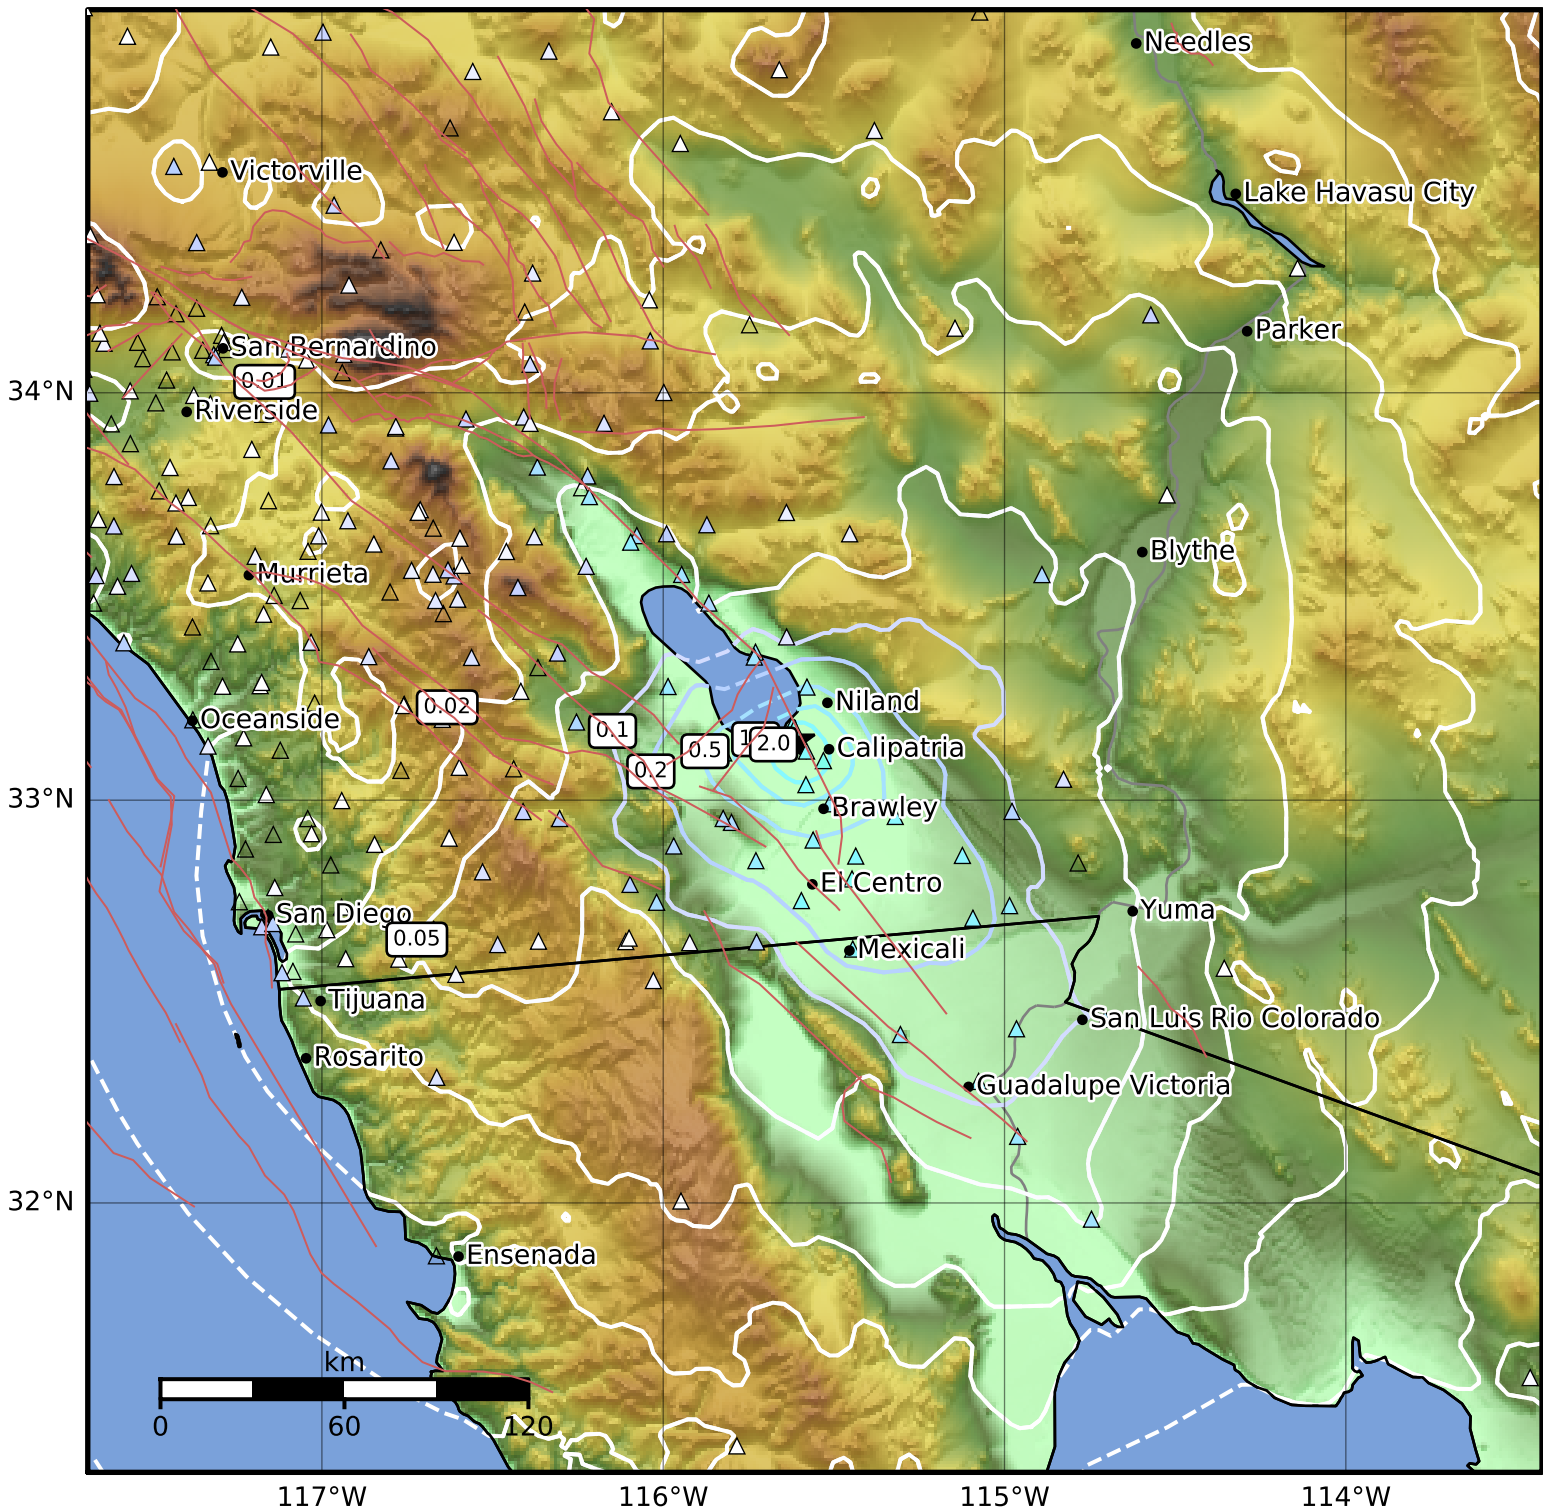 Needles
Victorville
Lake Havasu City
Parker
San Bernardino
0.01
34°N
Riverside
Blythe
Murrieta
Niland
0.02
Oceanside
0.1
0.5
1
2.0
Calipatria
0.2
33°N
Brawley
El Centro
San Diego
Yuma
0.05
Mexicali
Tijuana
San Luis Rio Colorado
Rosarito
Guadalupe Victoria
32°N
Ensenada
km
0 60 120
117°W 116°W 115°W 114°W